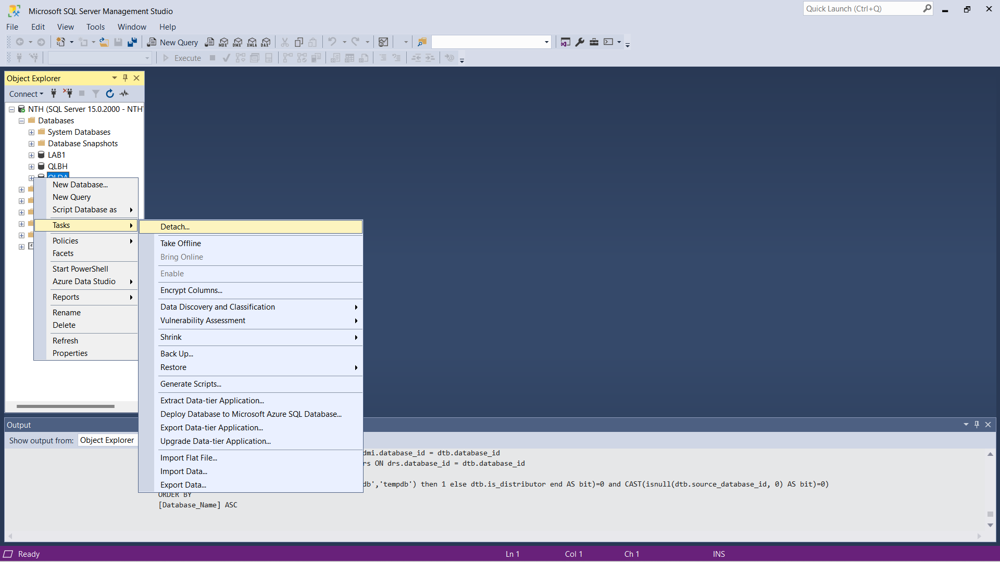 Microsoft SQL Server Management Studio
Quick Launch (Ctrl+Q)
File Edit View Tools Window Help
New Query MDX DMX XMLA DAX
Execute
Object Explorer
Connect
NTH (SQL Server 15.0.2000 - NTH
Databases
System Databases
Database Snapshots
LAB1
QLBH
QLDA
New Database...
New Query
Script Database as
Tasks
Policies
Facets
Start PowerShell
Azure Data Studio
Reports
Rename
Delete
Refresh
Properties
Detach...
Take Offline
Bring Online
Enable
Encrypt Columns...
Data Discovery and Classification
Vulnerability Assessment
Shrink
Back Up...
Restore
Generate Scripts...
Extract Data-tier Application...
Deploy Database to Microsoft Azure SQL Database...
Export Data-tier Application...
Upgrade Data-tier Application...
Import Flat File...
Import Data...
Export Data...
Output
Show output from: Object Explorer
dmi.database_id = dtb.database_id
rs ON drs.database_id = dtb.database_id
db','tempdb') then 1 else dtb.is_distributor end AS bit)=0 and CAST(isnull(dtb.source_database_id, 0) AS bit)=0)
ORDER BY
[Database_Name] ASC
Ready Ln 1 Col 1 Ch 1 INS